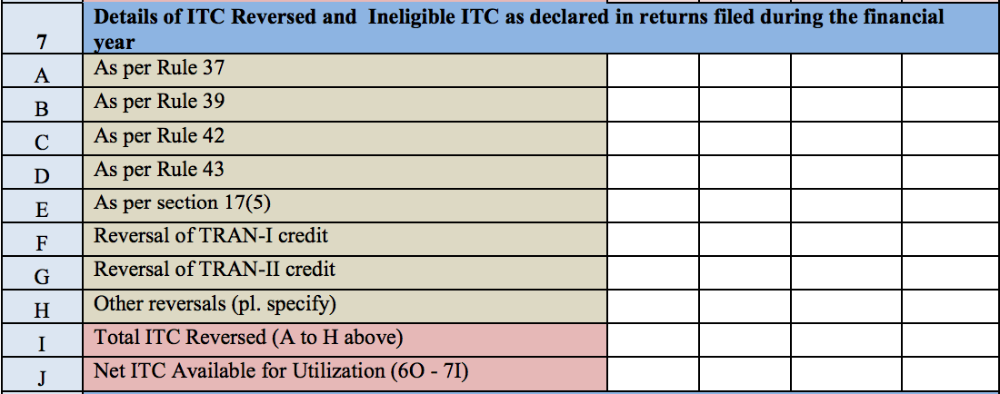 7 Details of ITC Reversed and Ineligible ITC as declared in returns filed during the financial
year
A As per Rule 37
B As per Rule 39
C As per Rule 42
D As per Rule 43
E As per section 17(5)
F Reversal of TRAN-I credit
G Reversal of TRAN-II credit
H Other reversals (pl. specify)
I Total ITC Reversed (A to H above)
J Net ITC Available for Utilization (6O - 7I)